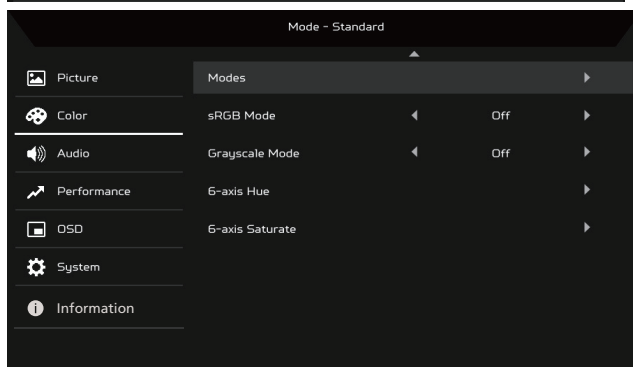 Mode - Standard
Picture
Modes
Color
sRGB Mode
Off
Audio
Grayscale Mode
Off
Performance
6-axis Hue
OSD
6-axis Saturate
System
Information